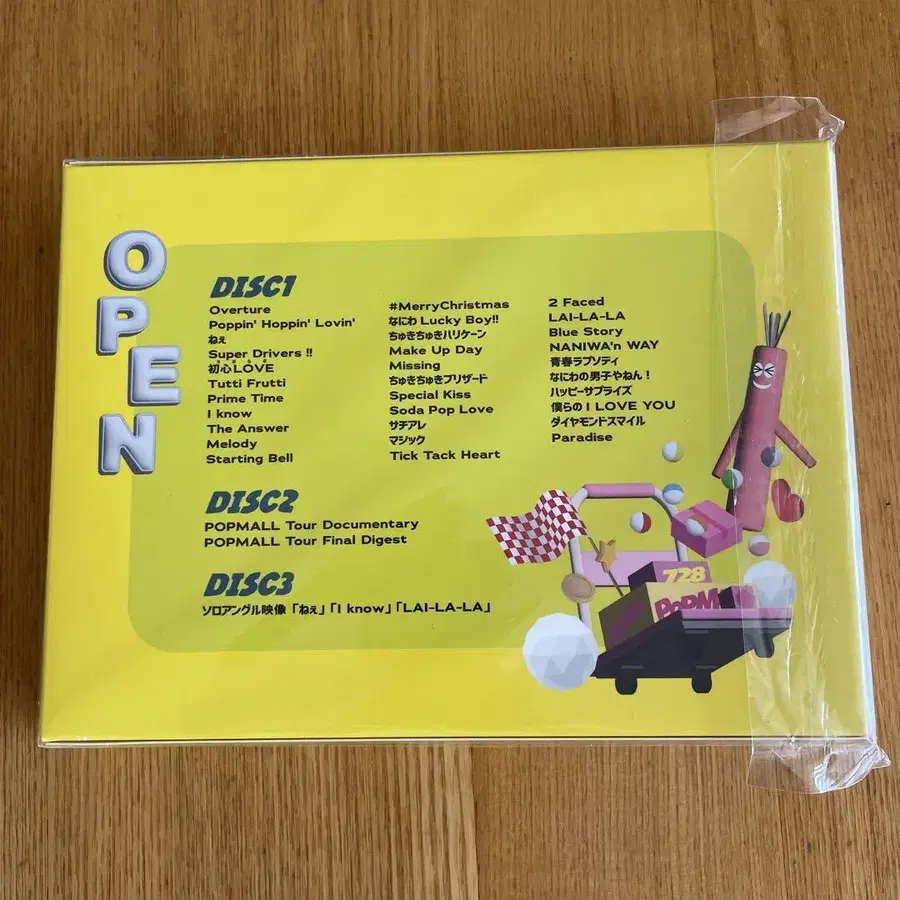 OPEN
DISC1
Overture
Poppin' Hoppin' Lovin'
ねぇ
Super Drivers !!
初心LOVE
Tutti Frutti
Prime Time
I know
The Answer
Melody
Starting Bell
#MerryChristmas
なにわ Lucky Boy!!
ちゅきちゅきハリケーン
Make Up Day
Missing
ちゅきちゅきブリザード
Special Kiss
Soda Pop Love
サチアレ
マジック
Tick Tack Heart
2 Faced
LAI-LA-LA
Blue Story
NANIWA'n WAY
青春ラプソディ
なにわの男子やねん!
ハッピーサプライズ
僕らの I LOVE YOU
ダイヤモンドスマイル
Paradise
DISC2
POPMALL Tour Documentary
POPMALL Tour Final Digest
DISC3
ソロアングル映像「ねぇ」「I know」「LAI-LA-LA」
728